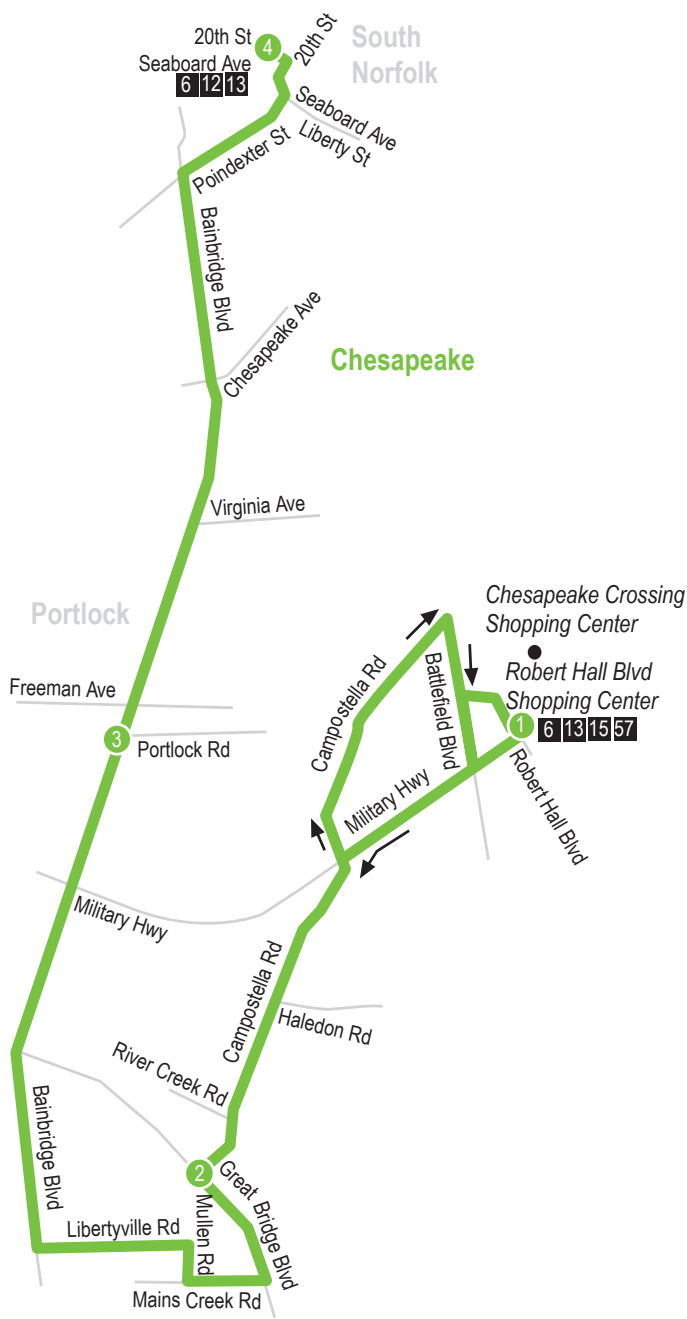 20th St
Seaboard Ave
6 12 13
4
20th St
South
Norfolk
Seaboard Ave
Liberty St
Poindexter St
Bainbridge Blvd
Chesapeake Ave
Chesapeake
Virginia Ave
Portlock
Freeman Ave
3
Portlock Rd
Chesapeake Crossing
Shopping Center
Robert Hall Blvd
Shopping Center
1
6 13 15 57
Campostella Rd
Battlefield Blvd
Military Hwy
Robert Hall Blvd
Military Hwy
Campostella Rd
Haledon Rd
River Creek Rd
2
Great Bridge Blvd
Mullen Rd
Bainbridge Blvd
Libertyville Rd
Mains Creek Rd